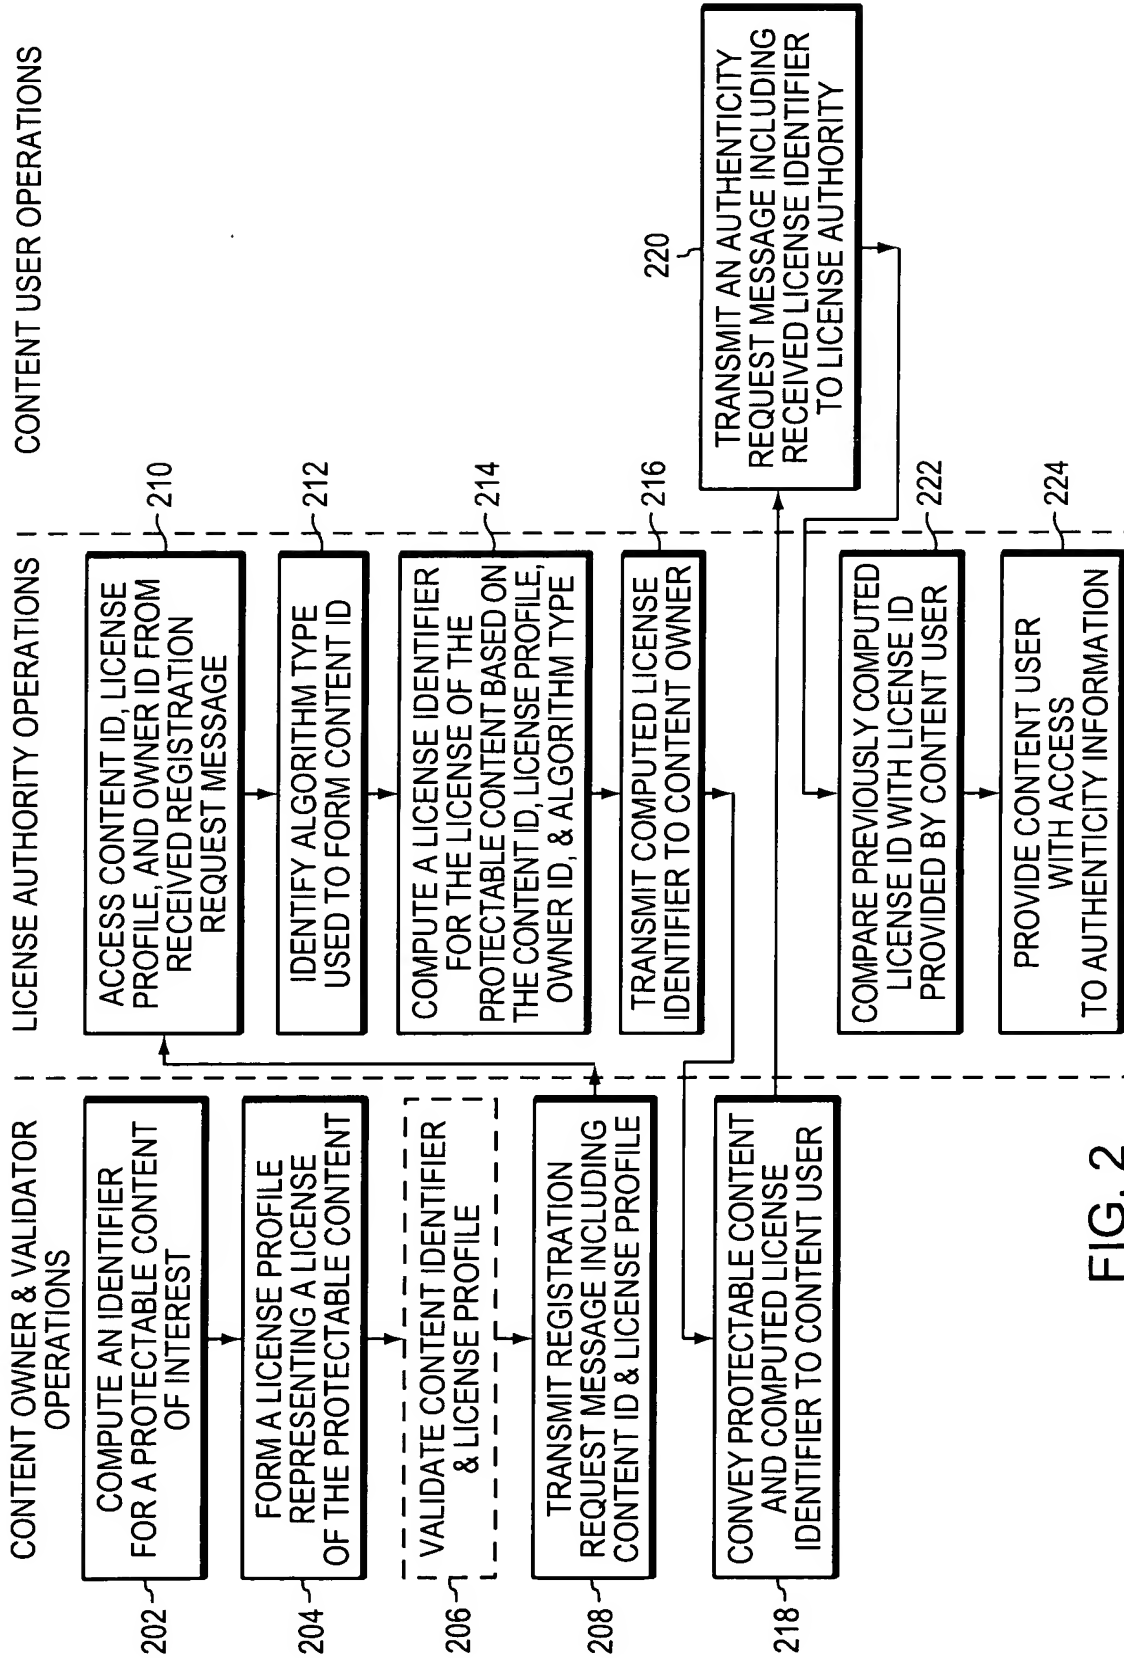 CONTENT OWNER & VALIDATOR
OPERATIONS
LICENSE AUTHORITY OPERATIONS
CONTENT USER OPERATIONS
202
COMPUTE AN IDENTIFIER
FOR A PROTECTABLE CONTENT
OF INTEREST
204
FORM A LICENSE PROFILE
REPRESENTING A LICENSE
OF THE PROTECTABLE CONTENT
206
VALIDATE CONTENT IDENTIFIER
& LICENSE PROFILE
208
TRANSMIT REGISTRATION
REQUEST MESSAGE INCLUDING
CONTENT ID & LICENSE PROFILE
210
ACCESS CONTENT ID, LICENSE
PROFILE, AND OWNER ID FROM
RECEIVED REGISTRATION
REQUEST MESSAGE
212
IDENTIFY ALGORITHM TYPE
USED TO FORM CONTENT ID
214
COMPUTE A LICENSE IDENTIFIER
FOR THE LICENSE OF THE
PROTECTABLE CONTENT BASED ON
THE CONTENT ID, LICENSE PROFILE,
OWNER ID, & ALGORITHM TYPE
216
TRANSMIT COMPUTED LICENSE
IDENTIFIER TO CONTENT OWNER
218
CONVEY PROTECTABLE CONTENT
AND COMPUTED LICENSE
IDENTIFIER TO CONTENT USER
220
TRANSMIT AN AUTHENTICITY
REQUEST MESSAGE INCLUDING
RECEIVED LICENSE IDENTIFIER
TO LICENSE AUTHORITY
222
COMPARE PREVIOUSLY COMPUTED
LICENSE ID WITH LICENSE ID
PROVIDED BY CONTENT USER
224
PROVIDE CONTENT USER
WITH ACCESS
TO AUTHENTICITY INFORMATION
FIG. 2